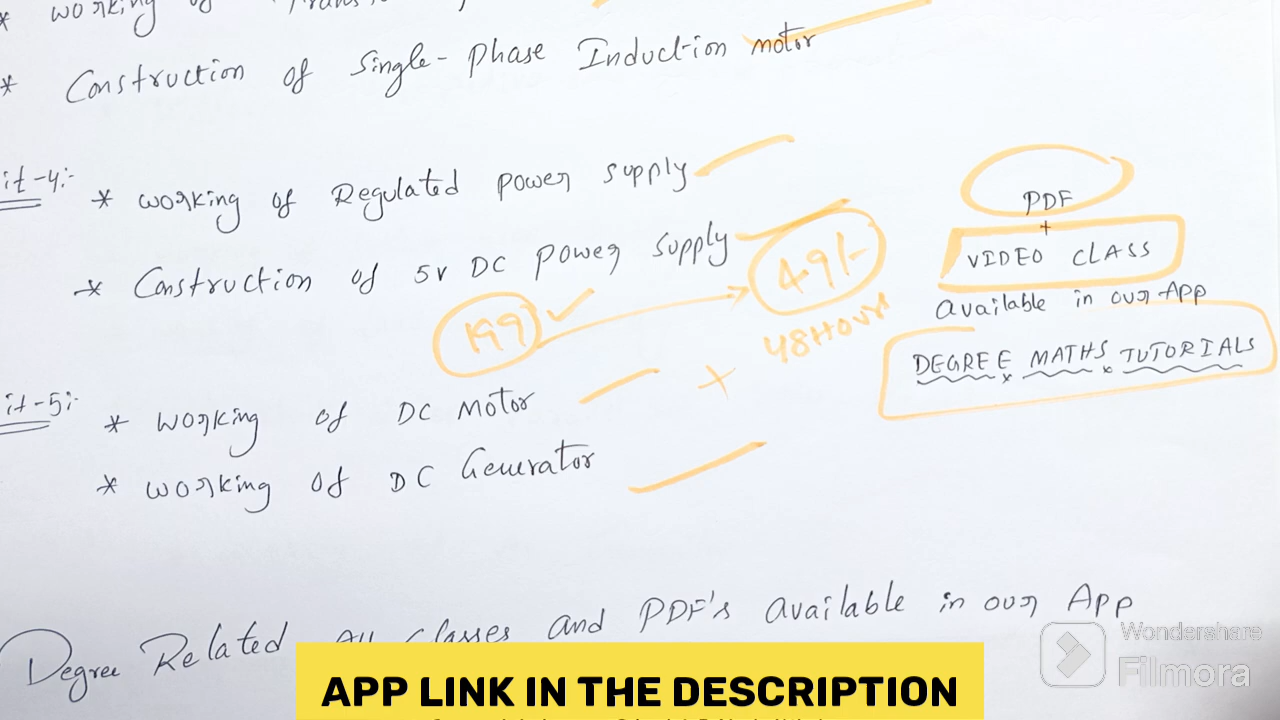 * working of
* Construction of Single-Phase Induction motor
it-4:-
* working of Regulated power supply
* Construction of 5v DC power supply
199
49/-
48Hours
+
PDF
+
VIDEO CLASS
available in our App
DEGREE MATHS TUTORIALS
it-5:-
* working of DC Motor
* working of DC Generator
Degree Related All classes and PDF's available in our App
APP LINK IN THE DESCRIPTION
Wondershare
Filmora